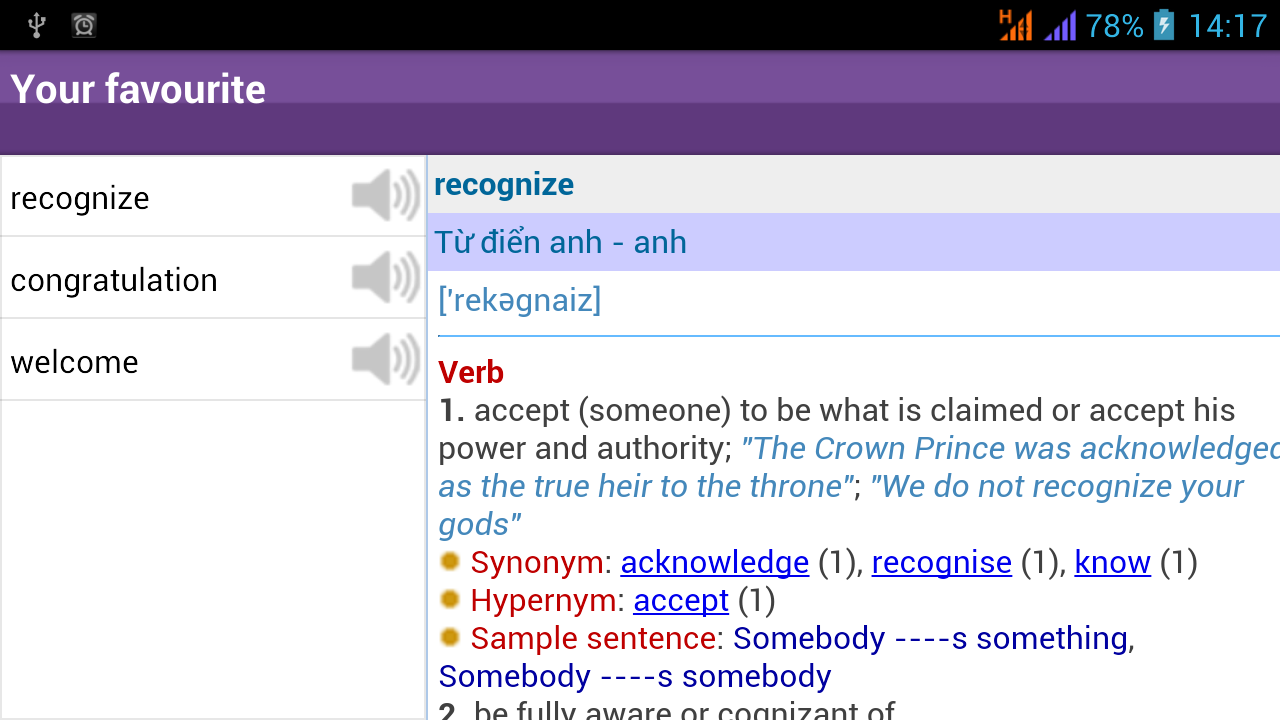 H 78% 14:17
Your favourite
recognize
congratulation
welcome
recognize
Từ điển anh - anh
['rekəgnaiz]
Verb
1. accept (someone) to be what is claimed or accept his
power and authority; "The Crown Prince was acknowledged
as the true heir to the throne"; "We do not recognize your
gods"
Synonym: acknowledge (1), recognise (1), know (1)
Hypernym: accept (1)
Sample sentence: Somebody ----s something,
Somebody ----s somebody
2. be fully aware or cognizant of